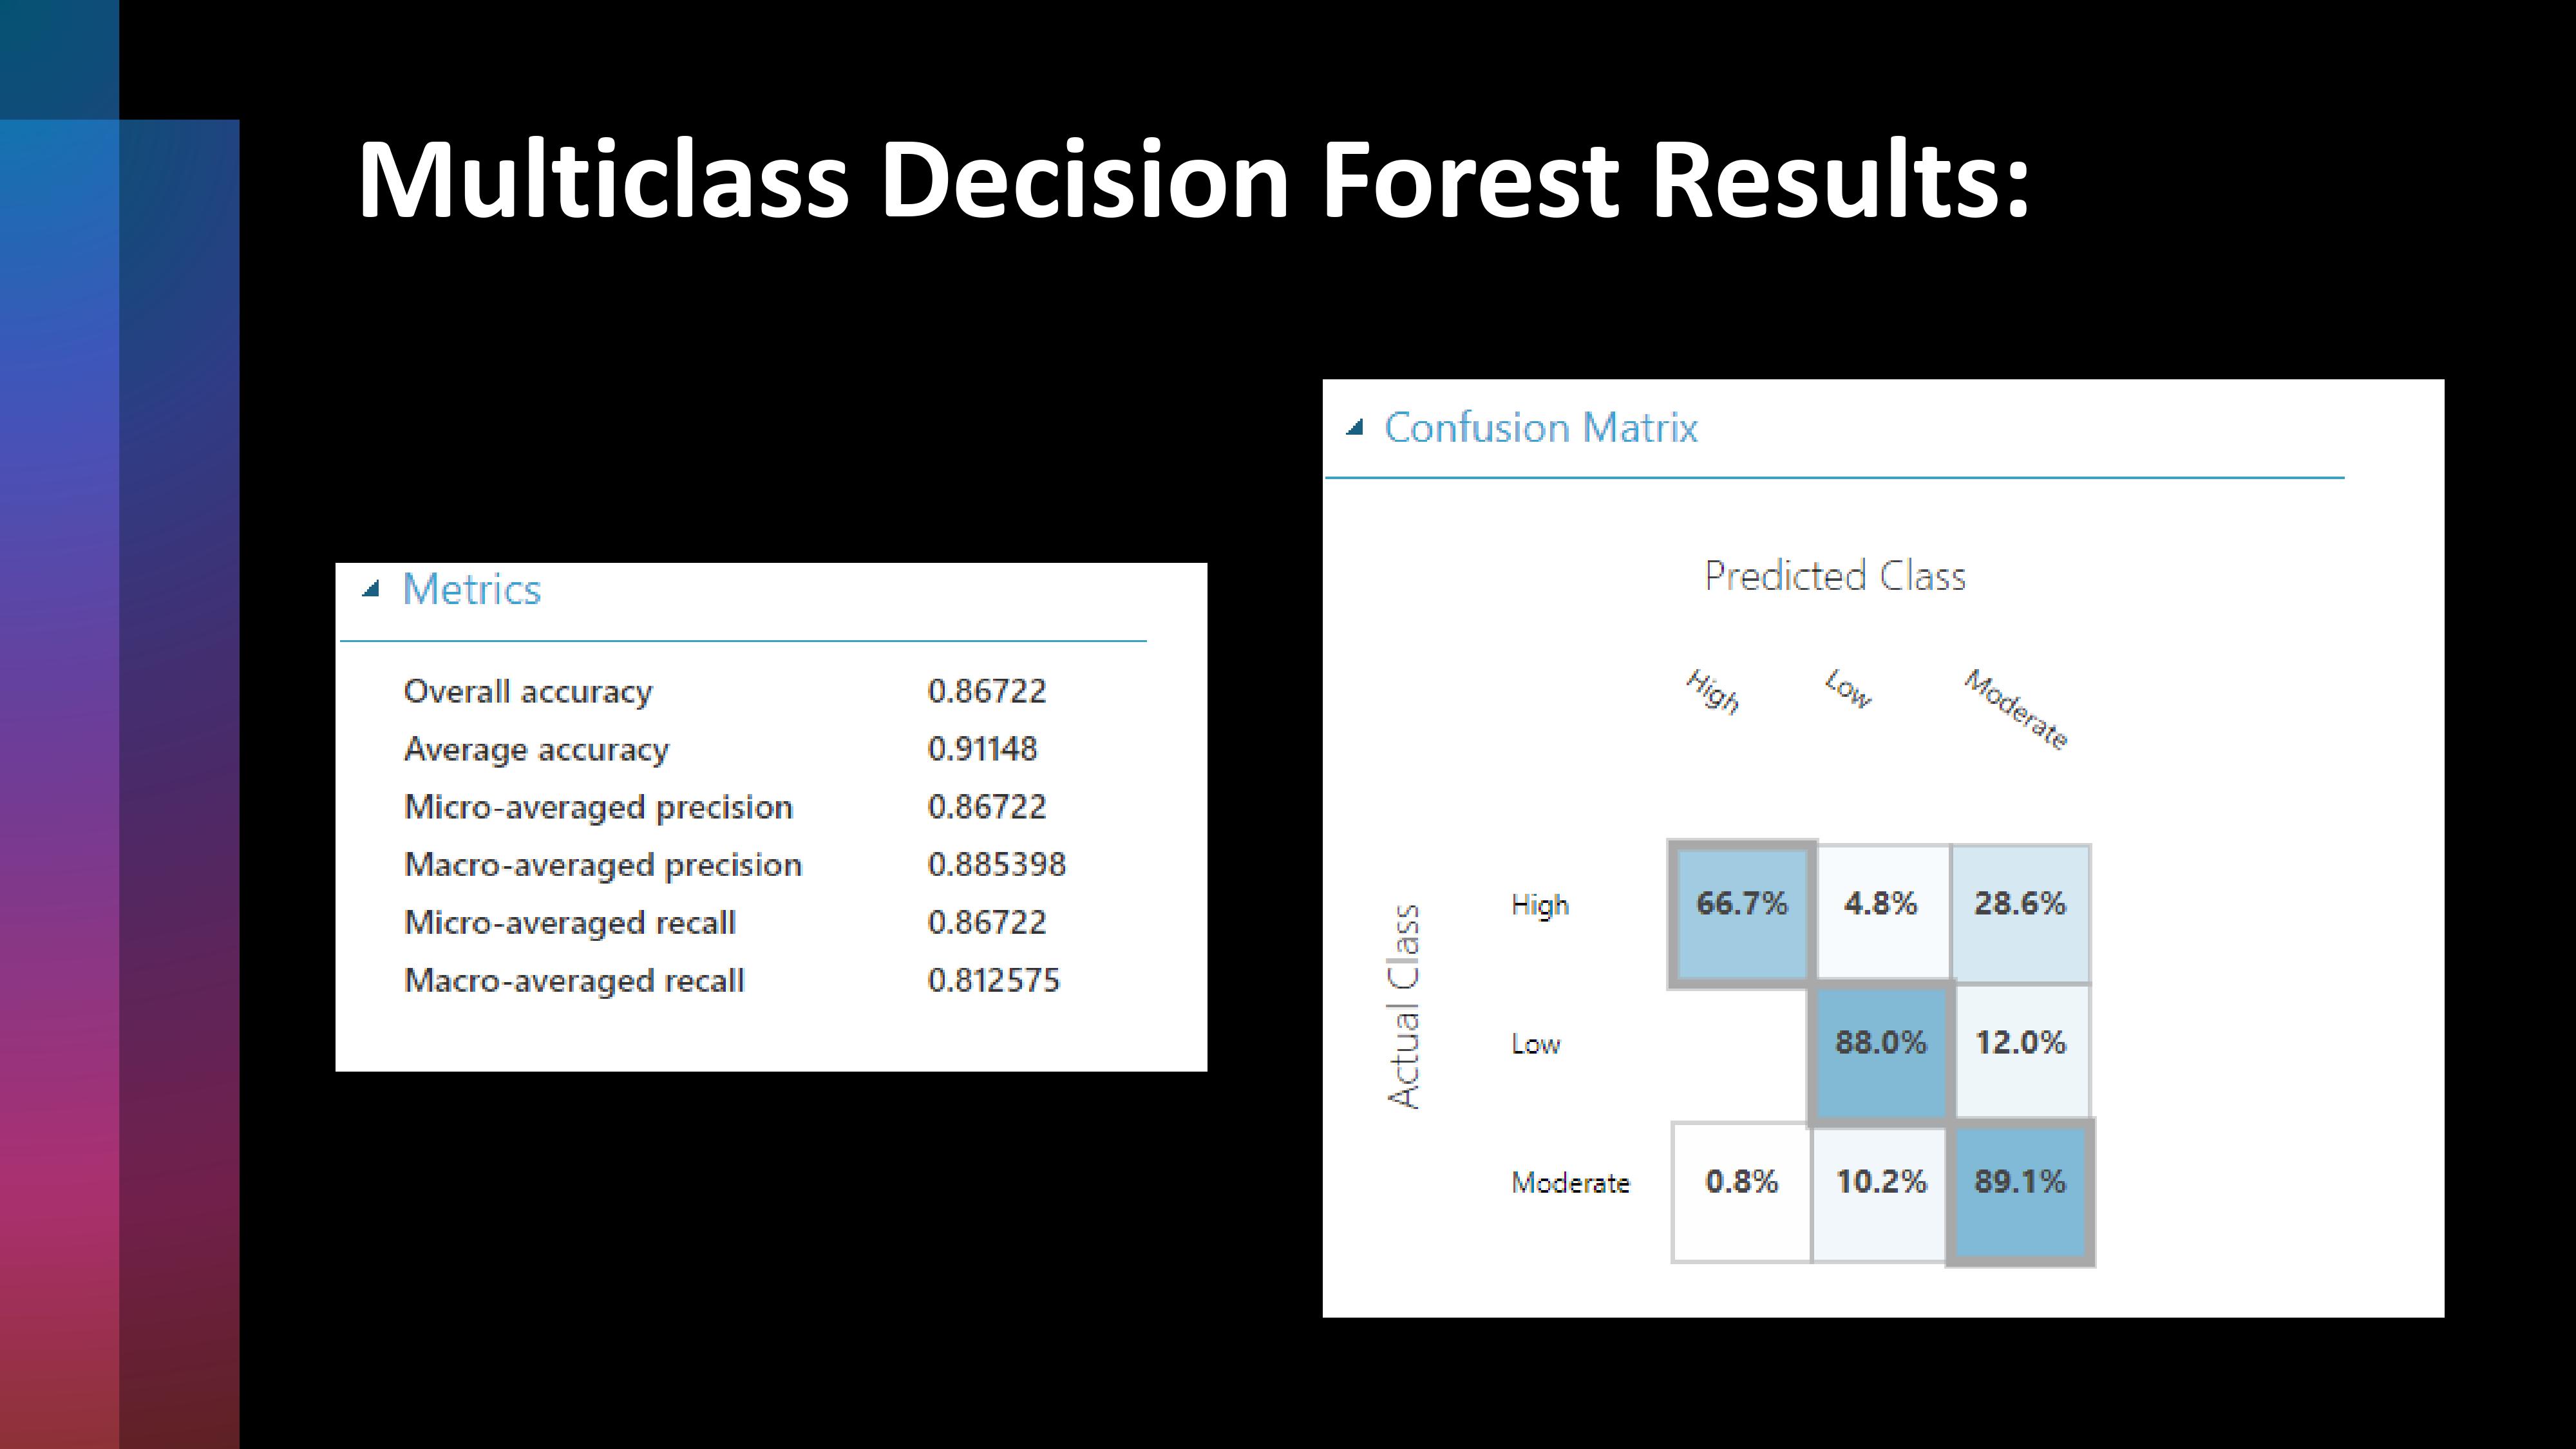 Multiclass Decision Forest Results:
Metrics
Overall accuracy 0.86722
Average accuracy 0.91148
Micro-averaged precision 0.86722
Macro-averaged precision 0.885398
Micro-averaged recall 0.86722
Macro-averaged recall 0.812575
Confusion Matrix
Predicted Class
High Low Moderate
Actual Class
High 66.7% 4.8% 28.6%
Low 88.0% 12.0%
Moderate 0.8% 10.2% 89.1%